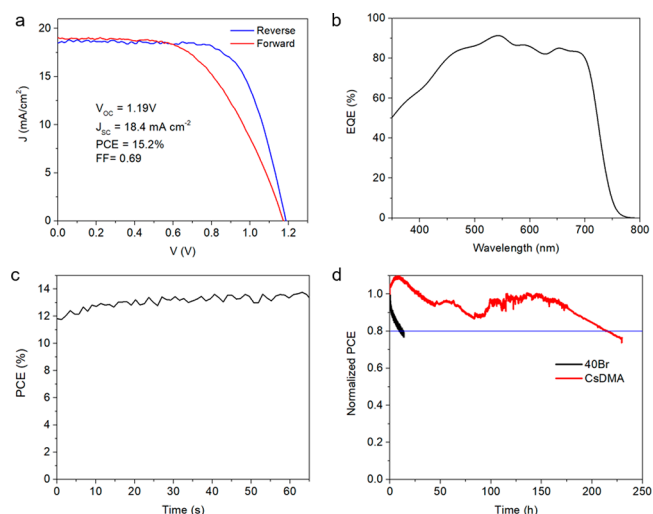 a
Reverse
Forward
J (mA/cm²)
20
15
10
5
0
V_OC = 1.19V
J_SC = 18.4 mA cm⁻²
PCE = 15.2%
FF= 0.69
0.0 0.2 0.4 0.6 0.8 1.0 1.2
V (V)
b
EQE (%)
100
80
60
40
20
0
400 500 600 700 800
Wavelength (nm)
c
PCE (%)
14
12
10
8
6
4
2
0
0 10 20 30 40 50 60
Time (s)
d
Normalized PCE
1.0
0.8
0.6
0.4
0.2
0.0
40Br
CsDMA
0 50 100 150 200 250
Time (h)